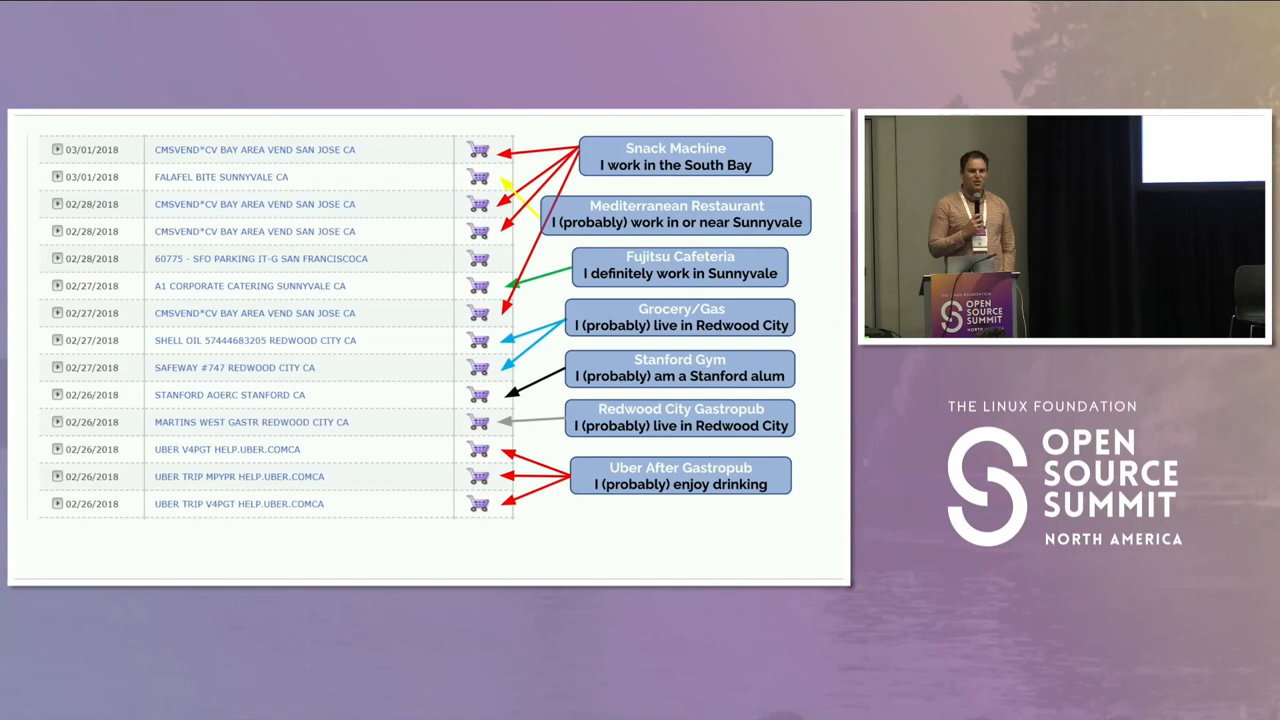 03/01/2018 CMSVEND*CV BAY AREA VEND SAN JOSE CA
03/01/2018 FALAFEL BITE SUNNYVALE CA
02/28/2018 CMSVEND*CV BAY AREA VEND SAN JOSE CA
02/28/2018 CMSVEND*CV BAY AREA VEND SAN JOSE CA
02/28/2018 60775 - SFO PARKING IT-G SAN FRANCISCOCA
02/27/2018 A1 CORPORATE CATERING SUNNYVALE CA
02/27/2018 CMSVEND*CV BAY AREA VEND SAN JOSE CA
02/27/2018 SHELL OIL 57444683205 REDWOOD CITY CA
02/27/2018 SAFEWAY #747 REDWOOD CITY CA
02/26/2018 STANFORD AOERC STANFORD CA
02/26/2018 MARTINS WEST GASTR REDWOOD CITY CA
02/26/2018 UBER V4PGT HELP.UBER.COMCA
02/26/2018 UBER TRIP MPYPR HELP.UBER.COMCA
02/26/2018 UBER TRIP V4PGT HELP.UBER.COMCA
Snack Machine
I work in the South Bay
Mediterranean Restaurant
I (probably) work in or near Sunnyvale
Fujitsu Cafeteria
I definitely work in Sunnyvale
Grocery/Gas
I (probably) live in Redwood City
Stanford Gym
I (probably) am a Stanford alum
Redwood City Gastropub
I (probably) live in Redwood City
Uber After Gastropub
I (probably) enjoy drinking
THE LINUX FOUNDATION
OPEN
SOURCE
SUMMIT
NORTH AMERICA
THE LINUX FOUNDATION
OPEN
SOURCE
SUMMIT
NORTH AMERICA